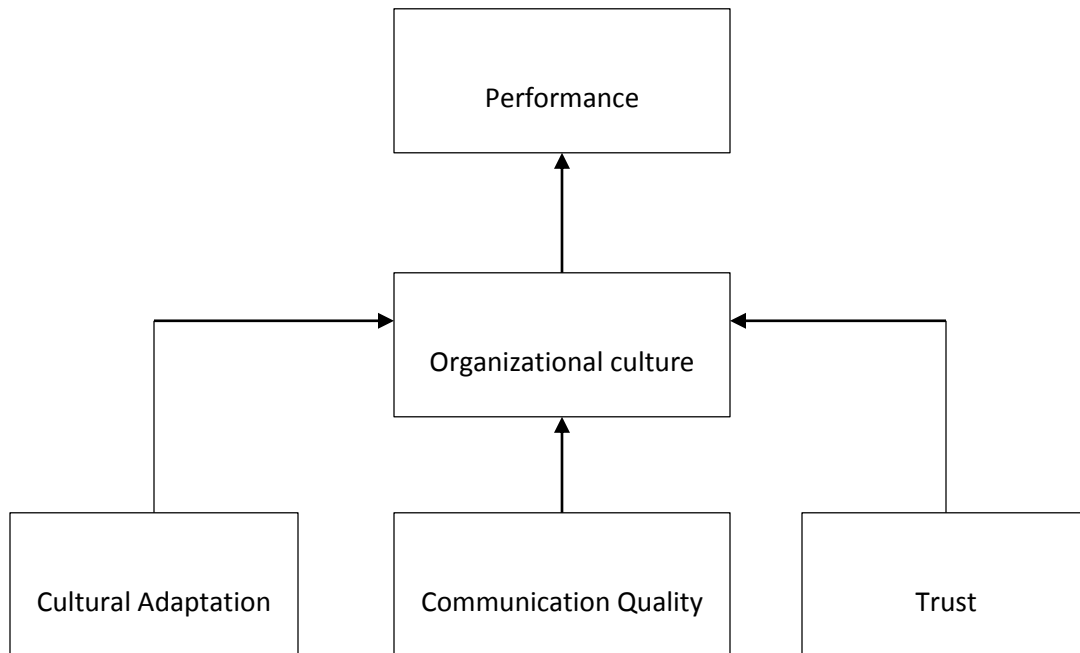 Performance
Organizational culture
Cultural Adaptation
Communication Quality
Trust